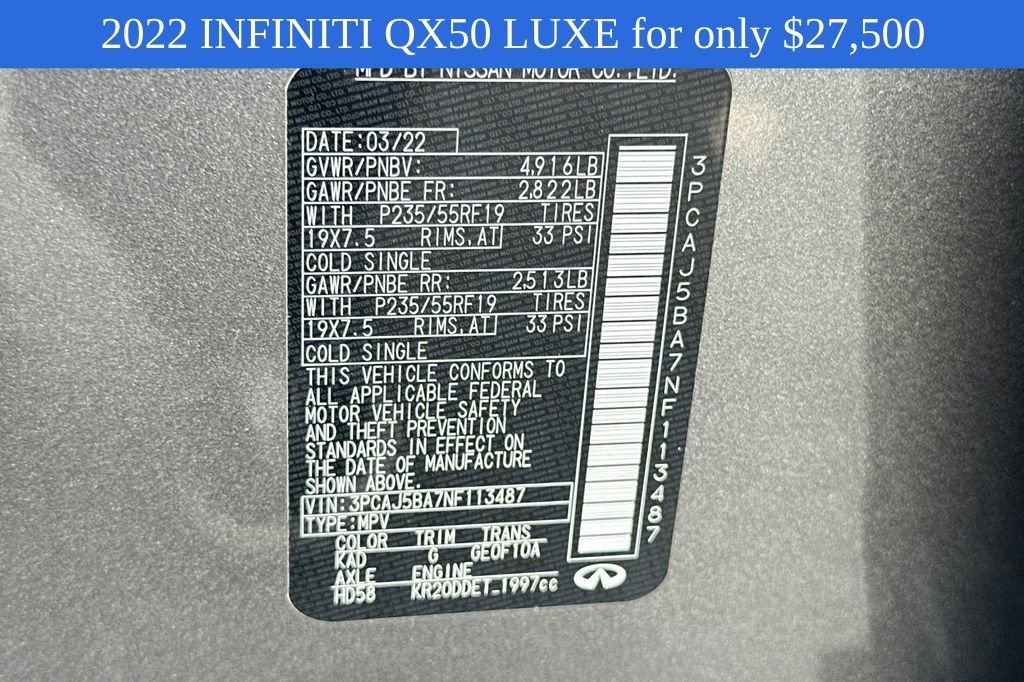 2022 INFINITI QX50 LUXE for only $27,500
MFD BY NISSAN MOTOR CO.,LTD.
DATE:03/22
GVWR/PNBV: 4,916LB
GAWR/PNBE FR: 2,822LB
WITH P235/55RF19 TIRES
19X7.5 RIMS,AT 33 PSI
COLD SINGLE
GAWR/PNBE RR: 2,513LB
WITH P235/55RF19 TIRES
19X7.5 RIMS,AT 33 PSI
COLD SINGLE
THIS VEHICLE CONFORMS TO
ALL APPLICABLE FEDERAL
MOTOR VEHICLE SAFETY
AND THEFT PREVENTION
STANDARDS IN EFFECT ON
THE DATE OF MANUFACTURE
SHOWN ABOVE.
VIN:3PCAJ5BA7NF113487
TYPE:MPV
COLOR TRIM TRANS
KAD G GEOF10A
AXLE ENGINE
HD58 KR20DDET_1997cc
3PCAJ5BA7NF113487